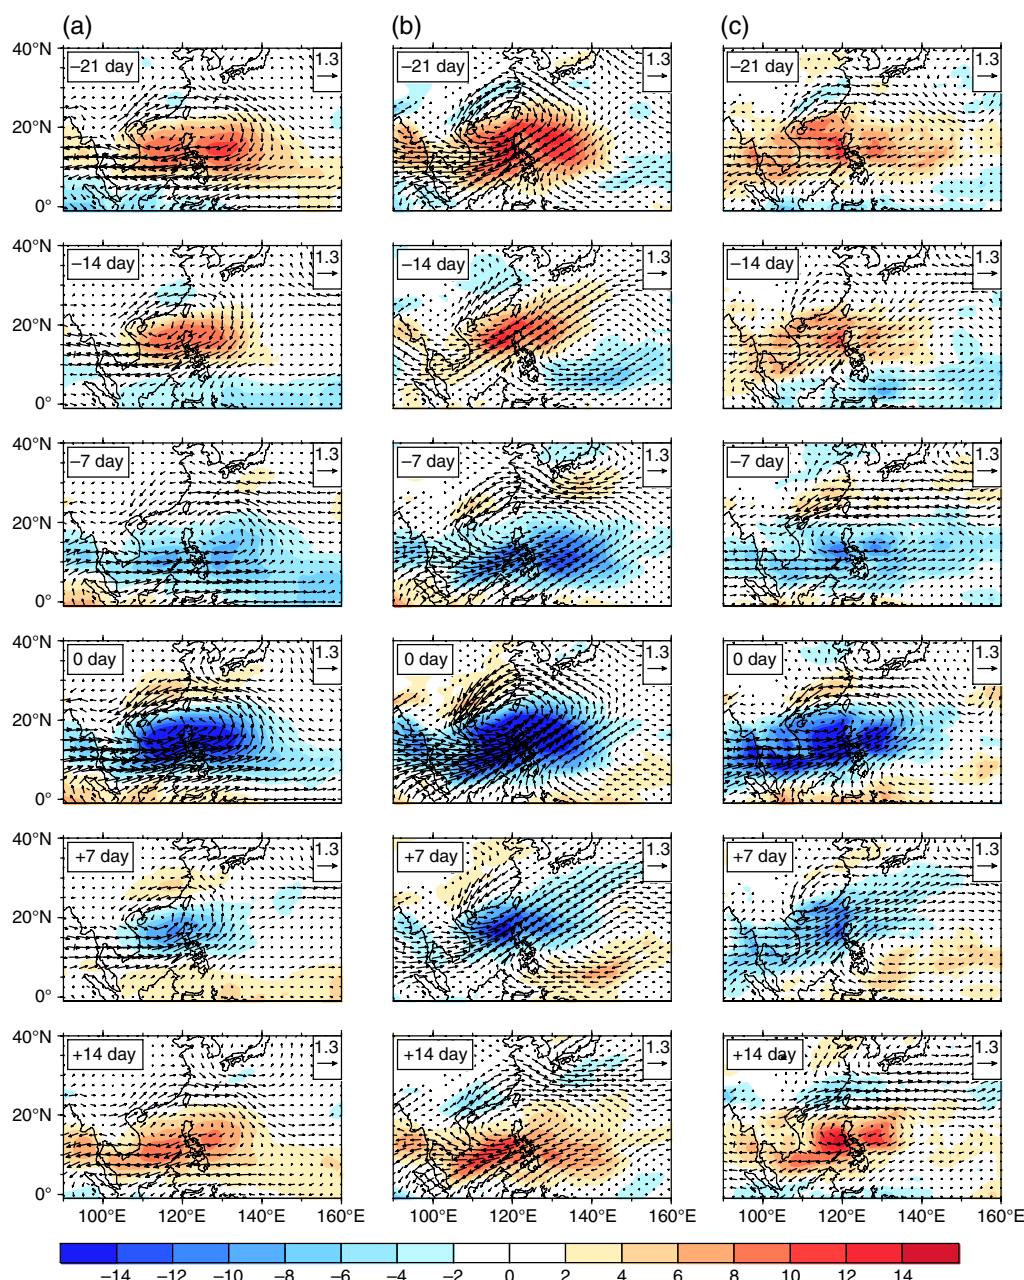 (a) (b) (c)
40°N –21 day 1.3 –21 day 1.3 –21 day 1.3
20°N
0°
40°N –14 day 1.3 –14 day 1.3 –14 day 1.3
20°N
0°
40°N –7 day 1.3 –7 day 1.3 –7 day 1.3
20°N
0°
40°N 0 day 1.3 0 day 1.3 0 day 1.3
20°N
0°
40°N +7 day 1.3 +7 day 1.3 +7 day 1.3
20°N
0°
40°N +14 day 1.3 +14 day 1.3 +14 day 1.3
20°N
0°
100°E 120°E 140°E 160°E 100°E 120°E 140°E 160°E 100°E 120°E 140°E 160°E
–14 –12 –10 –8 –6 –4 –2 0 2 4 6 8 10 12 14